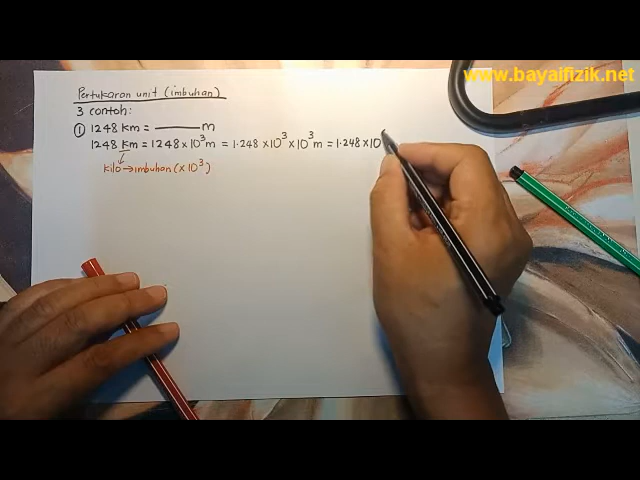 www.bayaifizik.net
Pertukaran unit (imbuhan)
3 contoh:
① 1248 km = ______ m
1248 km = 1248 x 10³ m = 1.248 x 10³ x 10³ m = 1.248 x 10
kilo → imbuhan (x 10³)